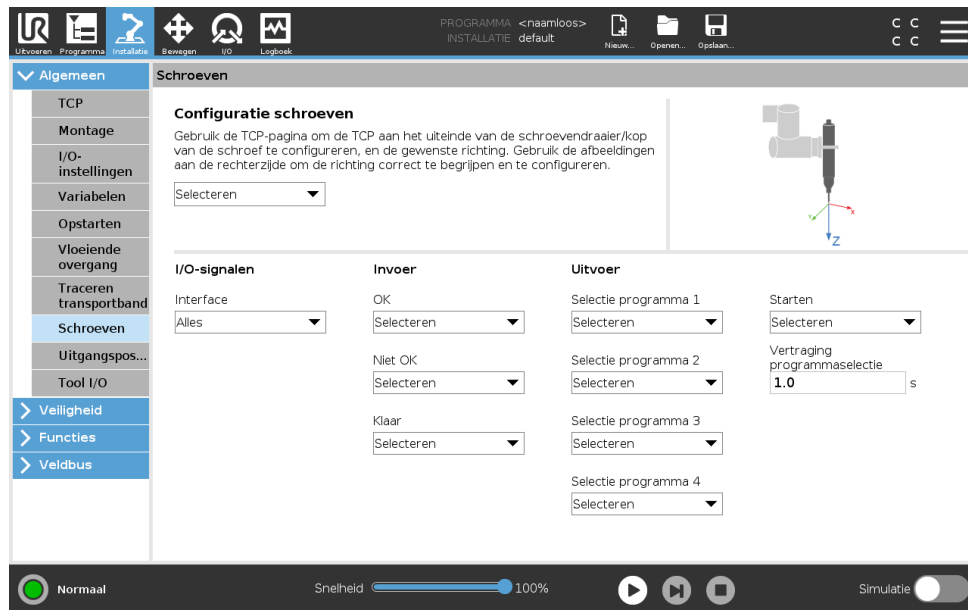 PROGRAMMA <naamloos>
INSTALLATIE default
Uitvoeren Programma Installatie Bewegen I/O Logboek
Nieuw... Openen... Opslaan...
C C
C C
Algemeen
TCP
Montage
I/O-
instellingen
Variabelen
Opstarten
Vloeiende
overgang
Traceren
transportband
Schroeven
Uitgangspos...
Tool I/O
Veiligheid
Functies
Veldbus
Schroeven
Configuratie schroeven
Gebruik de TCP-pagina om de TCP aan het uiteinde van de schroevendraaier/kop
van de schroef te configureren, en de gewenste richting. Gebruik de afbeeldingen
aan de rechterzijde om de richting correct te begrijpen en te configureren.
Selecteren
Y X
Z
I/O-signalen
Interface
Alles
Invoer
OK
Selecteren
Niet OK
Selecteren
Klaar
Selecteren
Uitvoer
Selectie programma 1
Selecteren
Selectie programma 2
Selecteren
Selectie programma 3
Selecteren
Selectie programma 4
Selecteren
Starten
Selecteren
Vertraging
programmaselectie
1.0 s
Normaal
Snelheid 100%
Simulatie